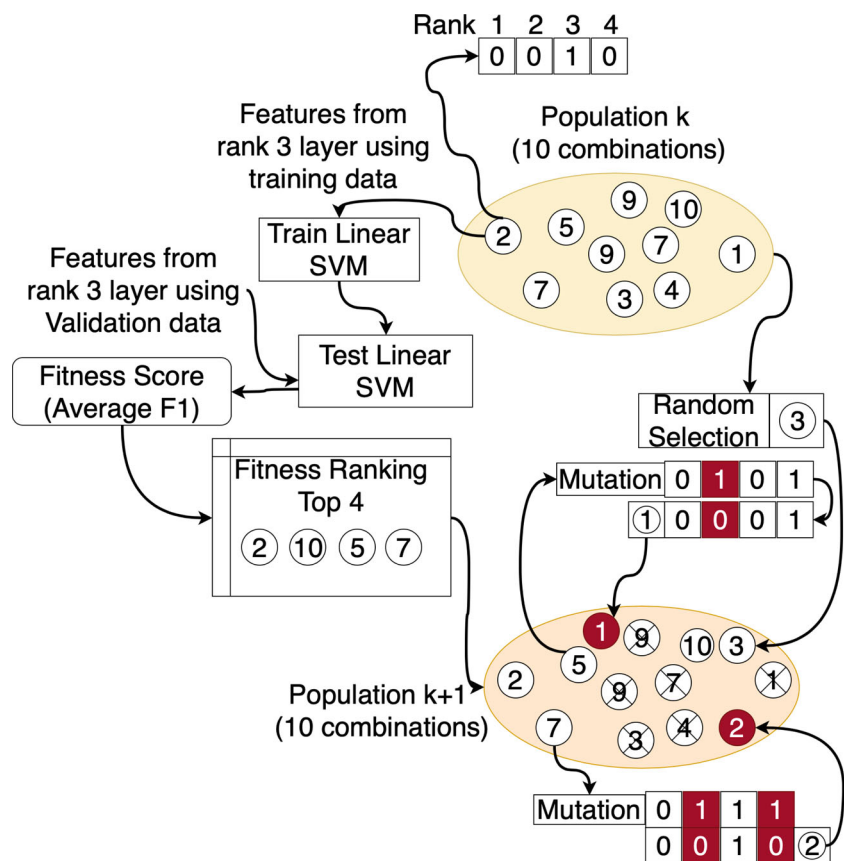 Rank 1 2 3 4
0 0 1 0
Features from
rank 3 layer using
training data
Population k
(10 combinations)
9
10
2
5
9
7
1
7
3
4
Train Linear
SVM
Features from
rank 3 layer using
Validation data
Test Linear
SVM
Fitness Score
(Average F1)
Random
Selection
3
Fitness Ranking
Top 4
2 10 5 7
Mutation 0 1 0 1
1 0 0 0 1
1
9
10
3
5
2
9
7
1
7
3
4
2
Population k+1
(10 combinations)
Mutation 0 1 1 1
0 0 1 0 2